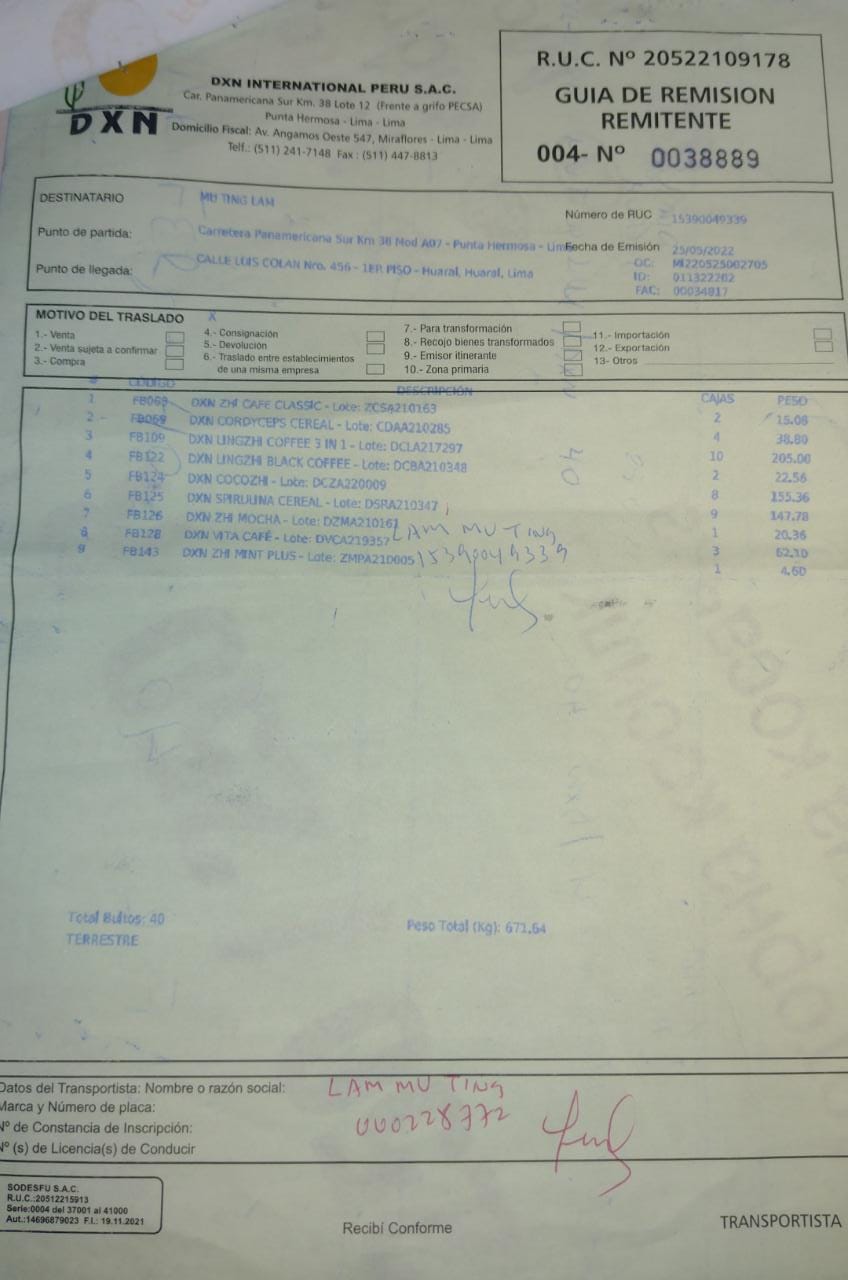 DXN
DXN INTERNATIONAL PERU S.A.C.
Car. Panamericana Sur Km. 38 Lote 12 (Frente a grifo PECSA)
Punta Hermosa - Lima - Lima
Domicilio Fiscal: Av. Angamos Oeste 547, Miraflores - Lima - Lima
Telf.: (511) 241-7148 Fax : (511) 447-8813
R.U.C. Nº 20522109178
GUIA DE REMISION
REMITENTE
004- Nº 0038889
DESTINATARIO MU TING LAM
Número de RUC 15390049339
Punto de partida: Carretera Panamericana Sur Km 38 Mod A07 - Punta Hermosa - Lim
Fecha de Emisión 25/05/2022
Punto de llegada: CALLE LUIS COLAN Nro. 456 - 1ER PISO - Huaral, Huaral, Lima
OC: MI220525002705
ID: 011322202
FAC: 00034817
MOTIVO DEL TRASLADO X
1.- Venta
2.- Venta sujeta a confirmar
3.- Compra
4.- Consignación
5.- Devolución
6.- Traslado entre establecimientos
de una misma empresa
7.- Para transformación
8.- Recojo bienes transformados
9.- Emisor itinerante
10.- Zona primaria
11.- Importación
12.- Exportación
13- Otros
# CÓDIGO DESCRIPCIÓN CAJAS PESO
1 FB068 DXN ZHI CAFE CLASSIC - Lote: ZCSA210163 2 15.08
2 FB069 DXN CORDYCEPS CEREAL - Lote: CDAA210285 4 38.80
3 FB109 DXN LINGZHI COFFEE 3 IN 1 - Lote: DCLA217297 10 205.00
4 FB122 DXN LINGZHI BLACK COFFEE - Lote: DCBA210348 2 22.56
5 FB124 DXN COCOZHI - Lote: DCZA220009 8 155.36
6 FB125 DXN SPIRULINA CEREAL - Lote: DSRA210347 9 147.78
7 FB126 DXN ZHI MOCHA - Lote: DZMA210167 1 20.36
8 FB128 DXN VITA CAFÉ - Lote: DVCA219357 3 62.10
9 FB143 DXN ZHI MINT PLUS - Lote: ZMPA210005 1 4.60
LAM MU TING
15390049339
Total Bultos: 40
Peso Total (Kg): 671.64
TERRESTRE
Datos del Transportista: Nombre o razón social: LAM MU TING
Marca y Número de placa: 000228772
Nº de Constancia de Inscripción:
Nº (s) de Licencia(s) de Conducir
SODESFU S.A.C.
R.U.C.:20512215913
Serie:0004 del 37001 al 41000
Aut.:14696879023 F.I.: 19.11.2021
Recibí Conforme
TRANSPORTISTA